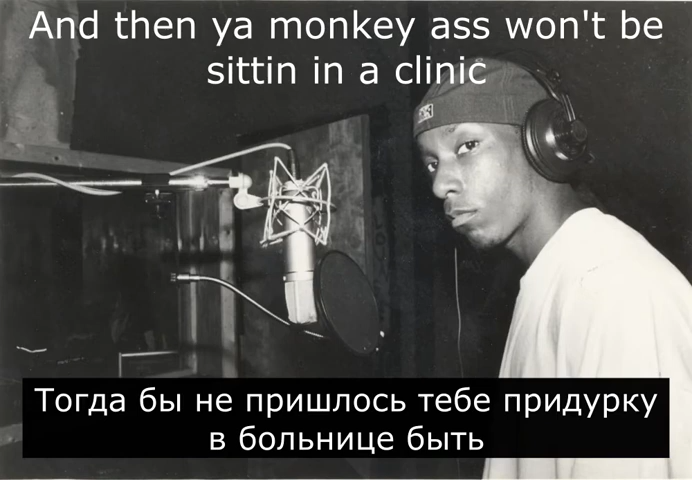 And then ya monkey ass won't be
sittin in a clinic
Тогда бы не пришлось тебе придурку
в больнице быть